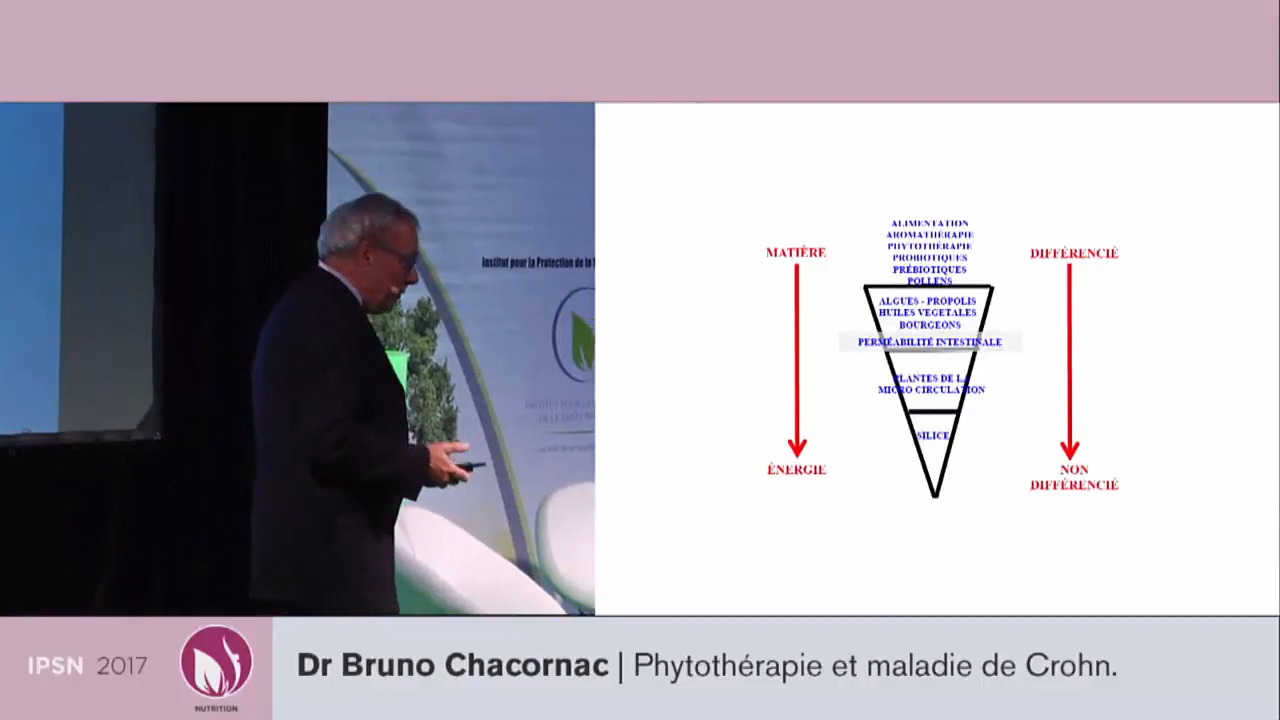 Institut pour la Protection de la
MATIÈRE
ÉNERGIE
ALIMENTATION
AROMATHÉRAPIE
PHYTOTHÉRAPIE
PROBIOTIQUES
PRÉBIOTIQUES
POLLENS
ALGUES - PROPOLIS
HUILES VEGETALES
BOURGEONS
PERMÉABILITÉ INTESTINALE
PLANTES DE LA
MICRO CIRCULATION
SILICE
DIFFÉRENCIÉ
NON
DIFFÉRENCIÉ
IPSN 2017
NUTRITION
Dr Bruno Chacornac | Phytothérapie et maladie de Crohn.